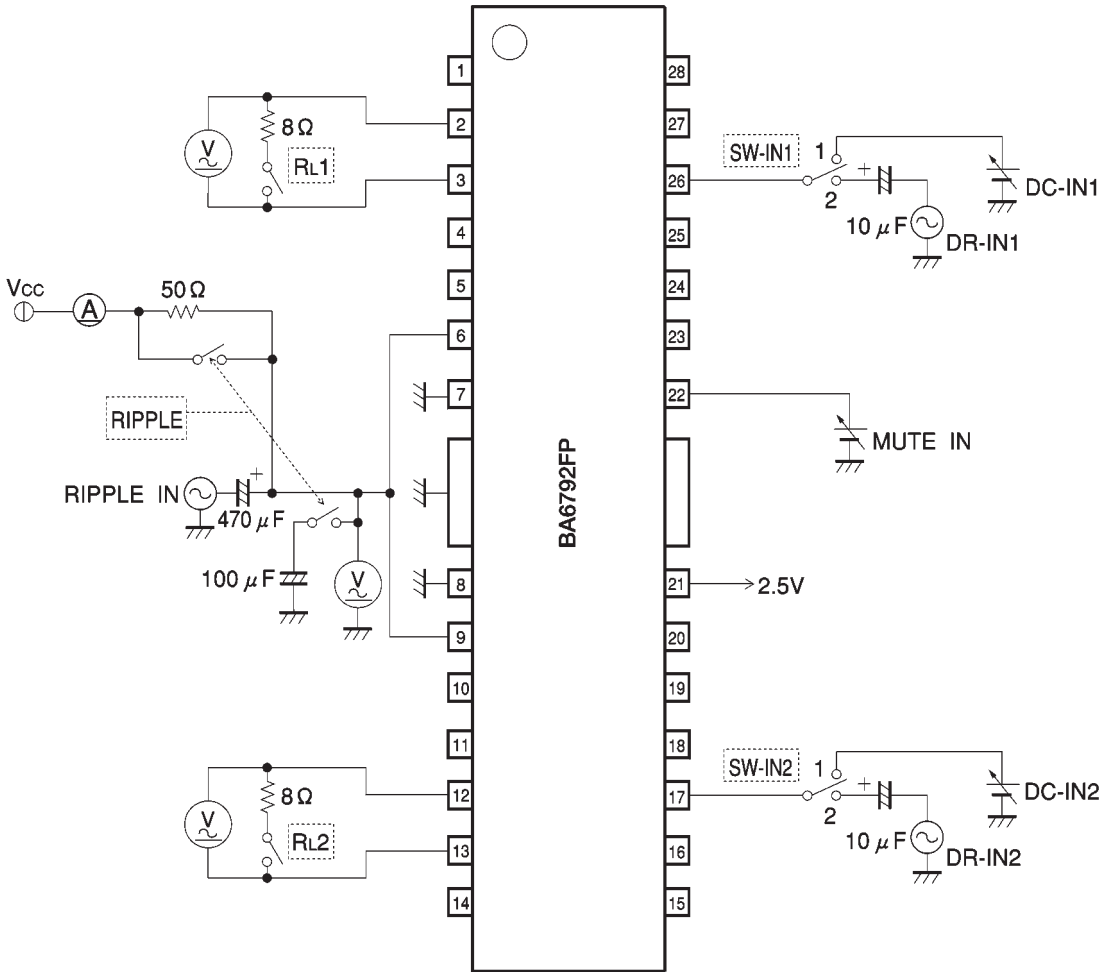 1
28
2
27
8Ω
V
RL1
SW-IN1
1
2
+
10 μF
DC-IN1
DR-IN1
3
26
4
25
5
24
Vcc
A
50Ω
6
23
7
22
MUTE IN
RIPPLE
RIPPLE IN
+
470 μF
100 μF
V
BA6792FP
8
21
2.5V
9
20
10
19
11
18
8Ω
V
RL2
SW-IN2
1
2
+
10 μF
DC-IN2
DR-IN2
12
17
13
16
14
15